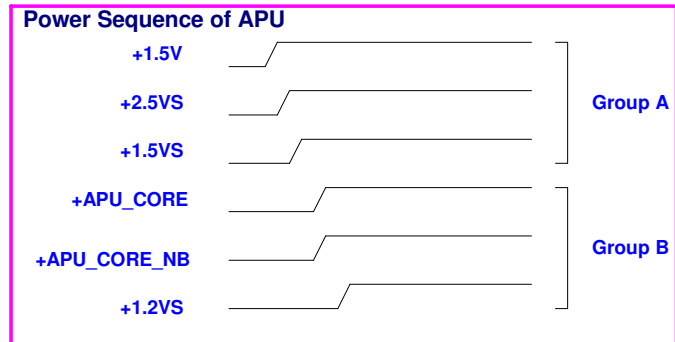 Power Sequence of APU
+1.5V
+2.5VS
Group A
+1.5VS
+APU_CORE
+APU_CORE_NB
Group B
+1.2VS